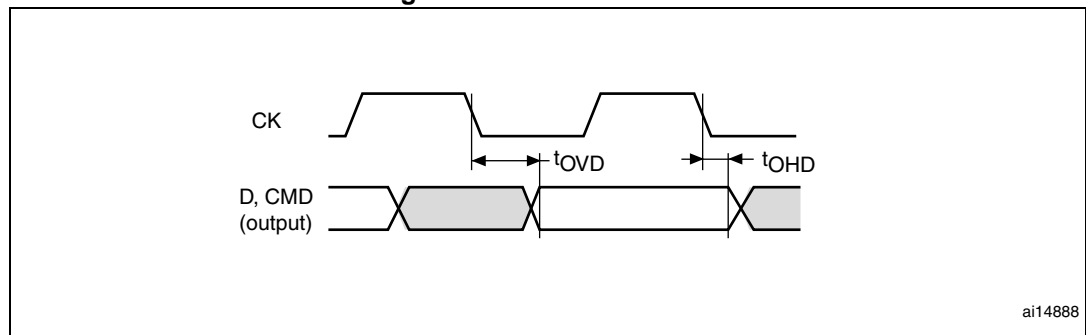 CK
tOVD
tOHD
D, CMD
(output)
ai14888